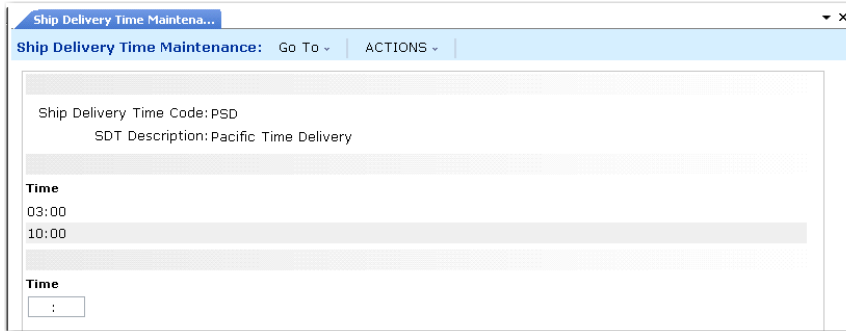 Ship Delivery Time Maintena...
Ship Delivery Time Maintenance: Go To ACTIONS
Ship Delivery Time Code: PSD
SDT Description: Pacific Time Delivery
Time
03:00
10:00
Time
: